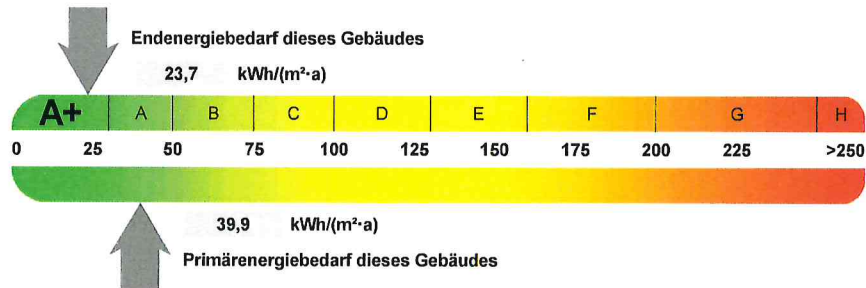 Endenergiebedarf dieses Gebäudes
23,7 kWh/(m²·a)
A+ A B C D E F G H
0 25 50 75 100 125 150 175 200 225 >250
39,9 kWh/(m²·a)
Primärenergiebedarf dieses Gebäudes